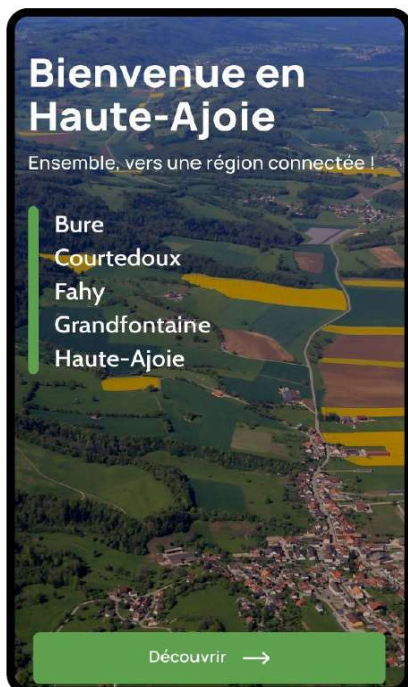 Bienvenue en
Haute-Ajoie
Ensemble, vers une région connectée !
Bure
Courtedoux
Fahy
Grandfontaine
Haute-Ajoie
Découvrir